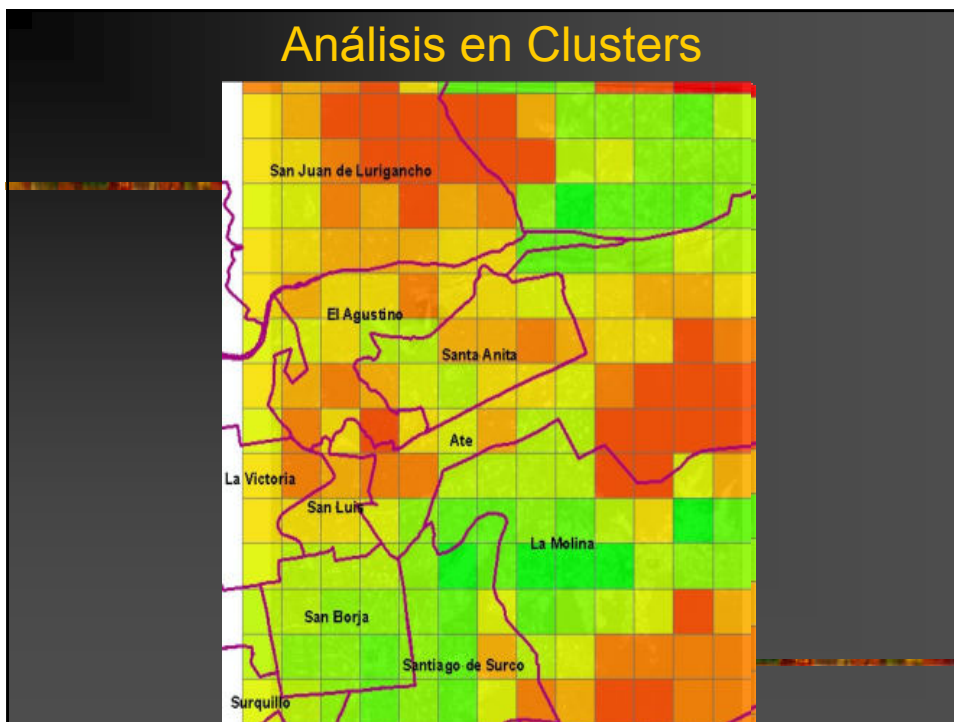 Análisis en Clusters
San Juan de Lurigancho
El Agustino
Santa Anita
Ate
La Victoria
San Luis
La Molina
San Borja
Santiago de Surco
Surquillo